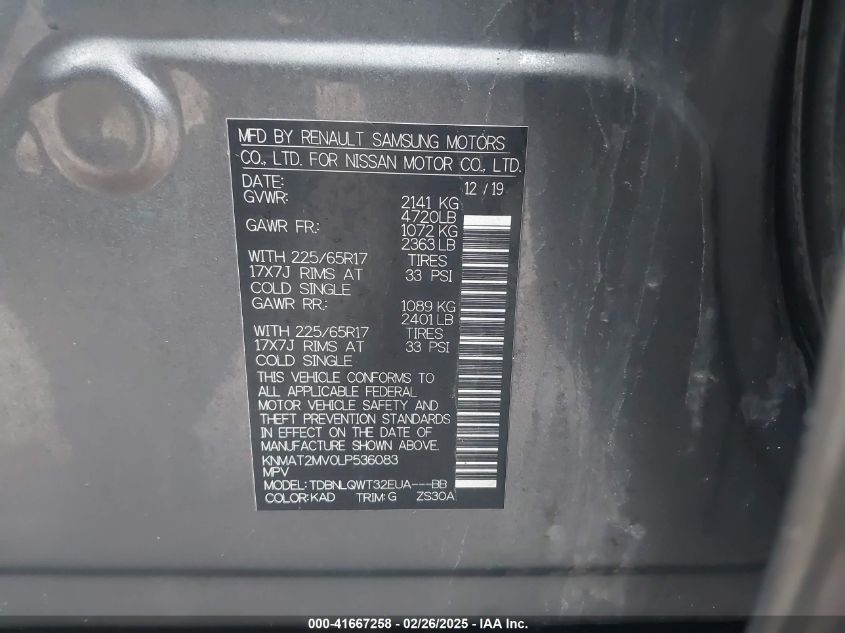 MFD BY RENAULT SAMSUNG MOTORS
CO., LTD. FOR NISSAN MOTOR CO., LTD.
DATE: 12 / 19
GVWR: 2141 KG
4720LB
GAWR FR.: 1072 KG
2363 LB
WITH 225/65R17 TIRES
17X7J RIMS AT 33 PSI
COLD SINGLE
GAWR RR.: 1089 KG
2401 LB
WITH 225/65R17 TIRES
17X7J RIMS AT 33 PSI
COLD SINGLE
THIS VEHICLE CONFORMS TO
ALL APPLICABLE FEDERAL
MOTOR VEHICLE SAFETY AND
THEFT PREVENTION STANDARDS
IN EFFECT ON THE DATE OF
MANUFACTURE SHOWN ABOVE.
KNMAT2MV0LP536083
MPV
MODEL: TDBNLQWT32EUA---BB
COLOR: KAD TRIM: G ZS30A
000-41667258 - 02/26/2025 - IAAI Inc.